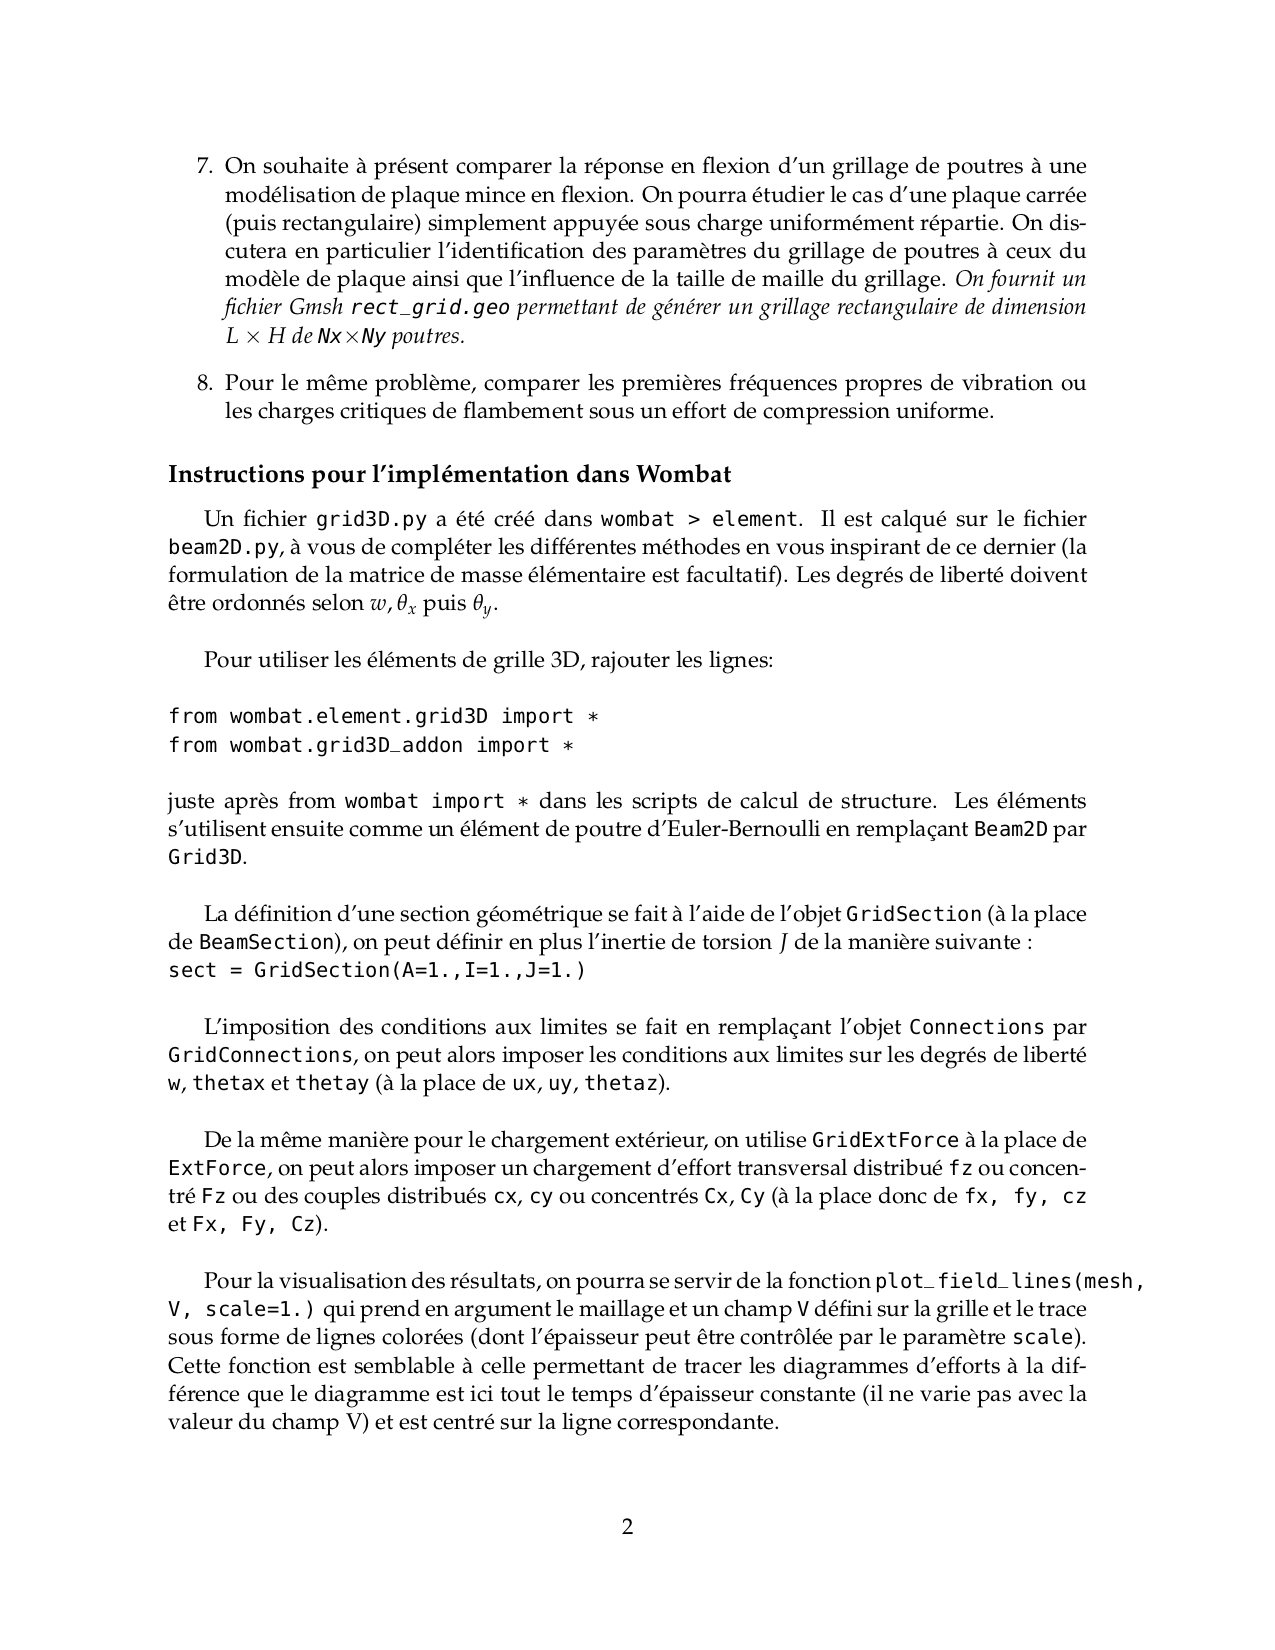 7. On souhaite à présent comparer la réponse en flexion d'un grillage de poutres à une
modélisation de plaque mince en flexion. On pourra étudier le cas d'une plaque carrée
(puis rectangulaire) simplement appuyée sous charge uniformément répartie. On dis-
cutera en particulier l'identification des paramètres du grillage de poutres à ceux du
modèle de plaque ainsi que l'influence de la taille de maille du grillage. On fournit un
fichier Gmsh rect_grid.geo permettant de générer un grillage rectangulaire de dimension
L × H de Nx×Ny poutres.
8. Pour le même problème, comparer les premières fréquences propres de vibration ou
les charges critiques de flambement sous un effort de compression uniforme.
Instructions pour l'implémentation dans Wombat
Un fichier grid3D.py a été créé dans wombat > element. Il est calqué sur le fichier
beam2D.py, à vous de compléter les différentes méthodes en vous inspirant de ce dernier (la
formulation de la matrice de masse élémentaire est facultatif). Les degrés de liberté doivent
être ordonnés selon w, θx puis θy.
Pour utiliser les éléments de grille 3D, rajouter les lignes:
from wombat.element.grid3D import *
from wombat.grid3D_addon import *
juste après from wombat import * dans les scripts de calcul de structure. Les éléments
s'utilisent ensuite comme un élément de poutre d'Euler-Bernoulli en remplaçant Beam2D par
Grid3D.
La définition d'une section géométrique se fait à l'aide de l'objet GridSection (à la place
de BeamSection), on peut définir en plus l'inertie de torsion J de la manière suivante :
sect = GridSection(A=1.,I=1.,J=1.)
L'imposition des conditions aux limites se fait en remplaçant l'objet Connections par
GridConnections, on peut alors imposer les conditions aux limites sur les degrés de liberté
w, thetax et thetay (à la place de ux, uy, thetaz).
De la même manière pour le chargement extérieur, on utilise GridExtForce à la place de
ExtForce, on peut alors imposer un chargement d'effort transversal distribué fz ou concen-
tré Fz ou des couples distribués cx, cy ou concentrés Cx, Cy (à la place donc de fx, fy, cz
et Fx, Fy, Cz).
Pour la visualisation des résultats, on pourra se servir de la fonction plot_field_lines(mesh,
V, scale=1.) qui prend en argument le maillage et un champ V défini sur la grille et le trace
sous forme de lignes colorées (dont l'épaisseur peut être contrôlée par le paramètre scale).
Cette fonction est semblable à celle permettant de tracer les diagrammes d'efforts à la dif-
férence que le diagramme est ici tout le temps d'épaisseur constante (il ne varie pas avec la
valeur du champ V) et est centré sur la ligne correspondante.
2